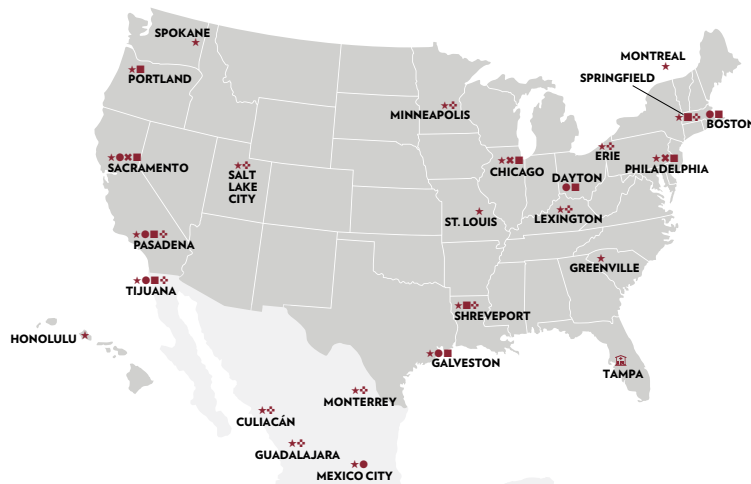 SPOKANE
MONTREAL
PORTLAND
SPRINGFIELD
MINNEAPOLIS
BOSTON
SACRAMENTO
SALT
LAKE
CITY
CHICAGO
ERIE
PHILADELPHIA
DAYTON
ST. LOUIS
LEXINGTON
PASADENA
GREENVILLE
TIJUANA
SHREVEPORT
HONOLULU
GALVESTON
TAMPA
MONTERREY
CULIACÁN
GUADALAJARA
MEXICO CITY